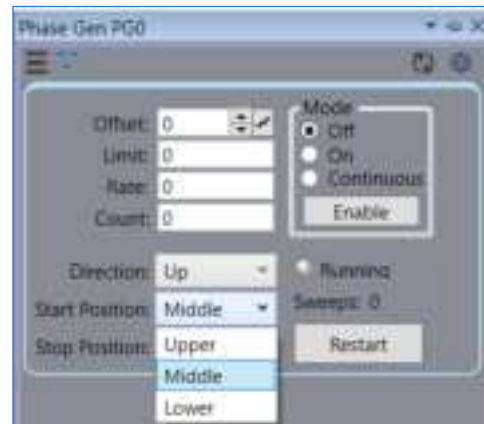 Phase Gen PG0
Offset: 0
Limit: 0
Rate: 0
Count: 0
Mode
Off
On
Continuous
Enable
Direction: Up
Running
Start Position: Middle
Sweeps: 0
Stop Position:
Upper
Middle
Lower
Restart